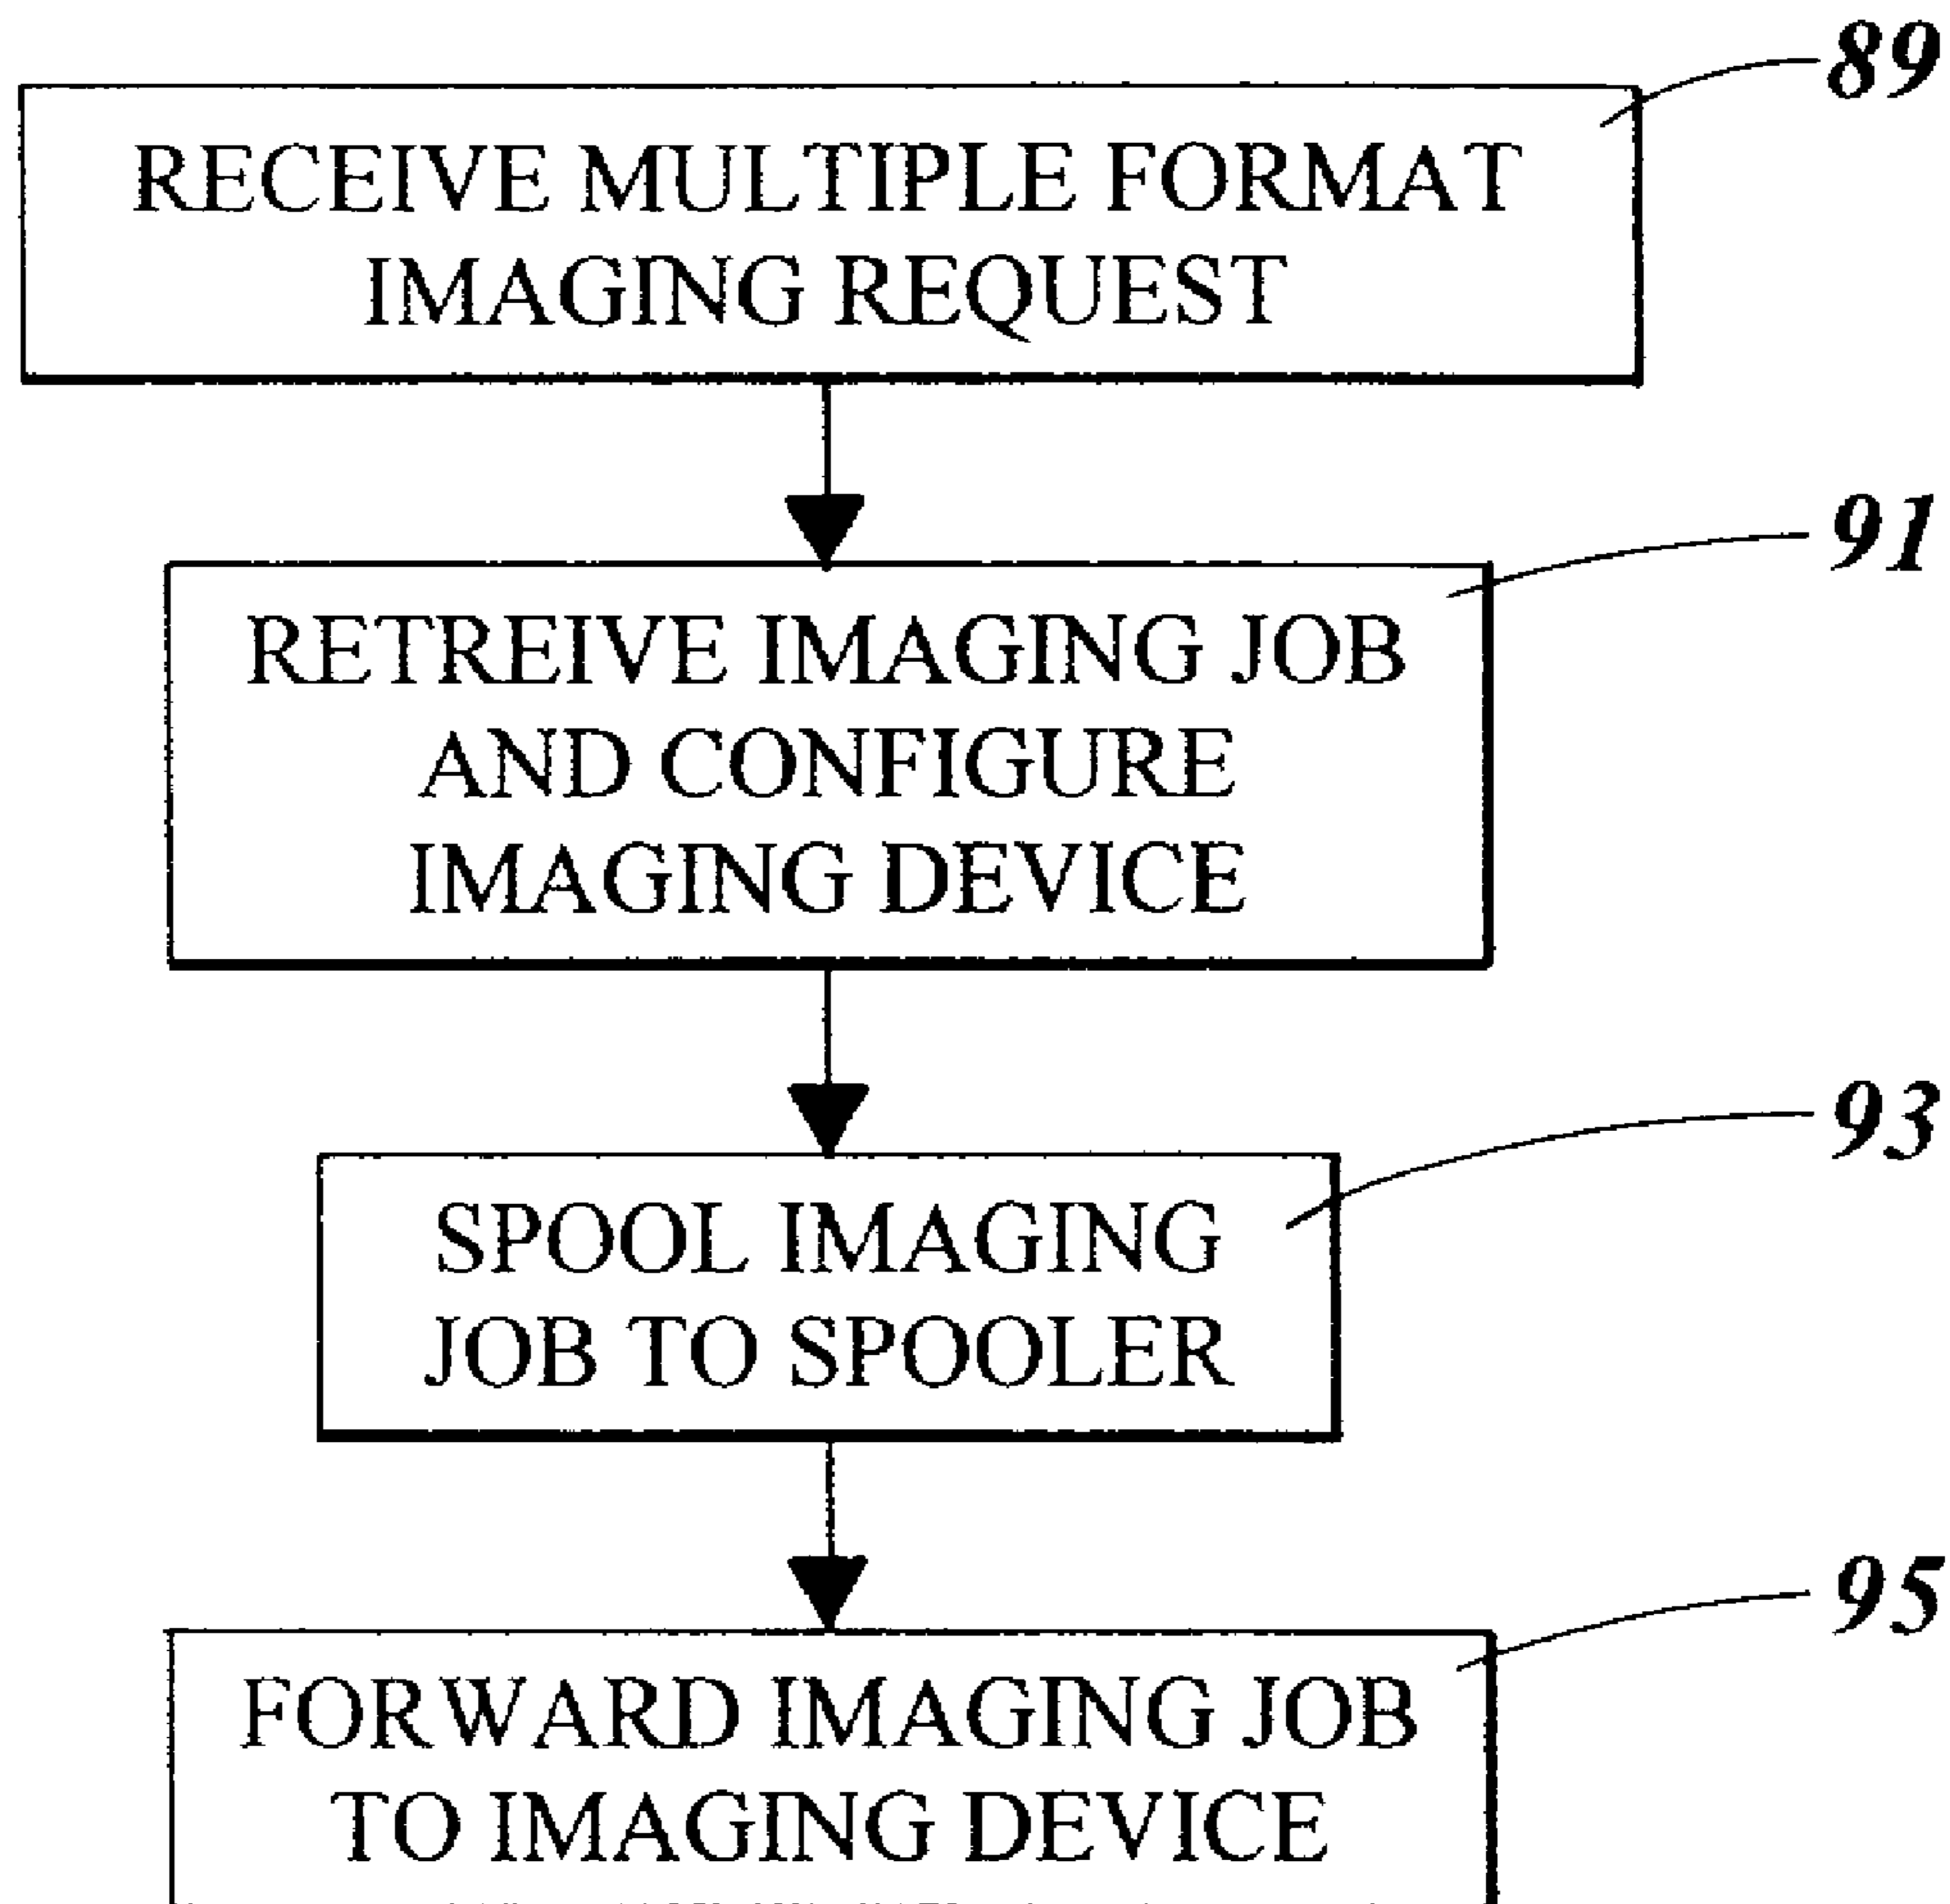 89
RECEIVE MULTIPLE FORMAT
IMAGING REQUEST
91
RETREIVE IMAGING JOB
AND CONFIGURE
IMAGING DEVICE
93
SPOOL IMAGING
JOB TO SPOOLER
95
FORWARD IMAGING JOB
TO IMAGING DEVICE